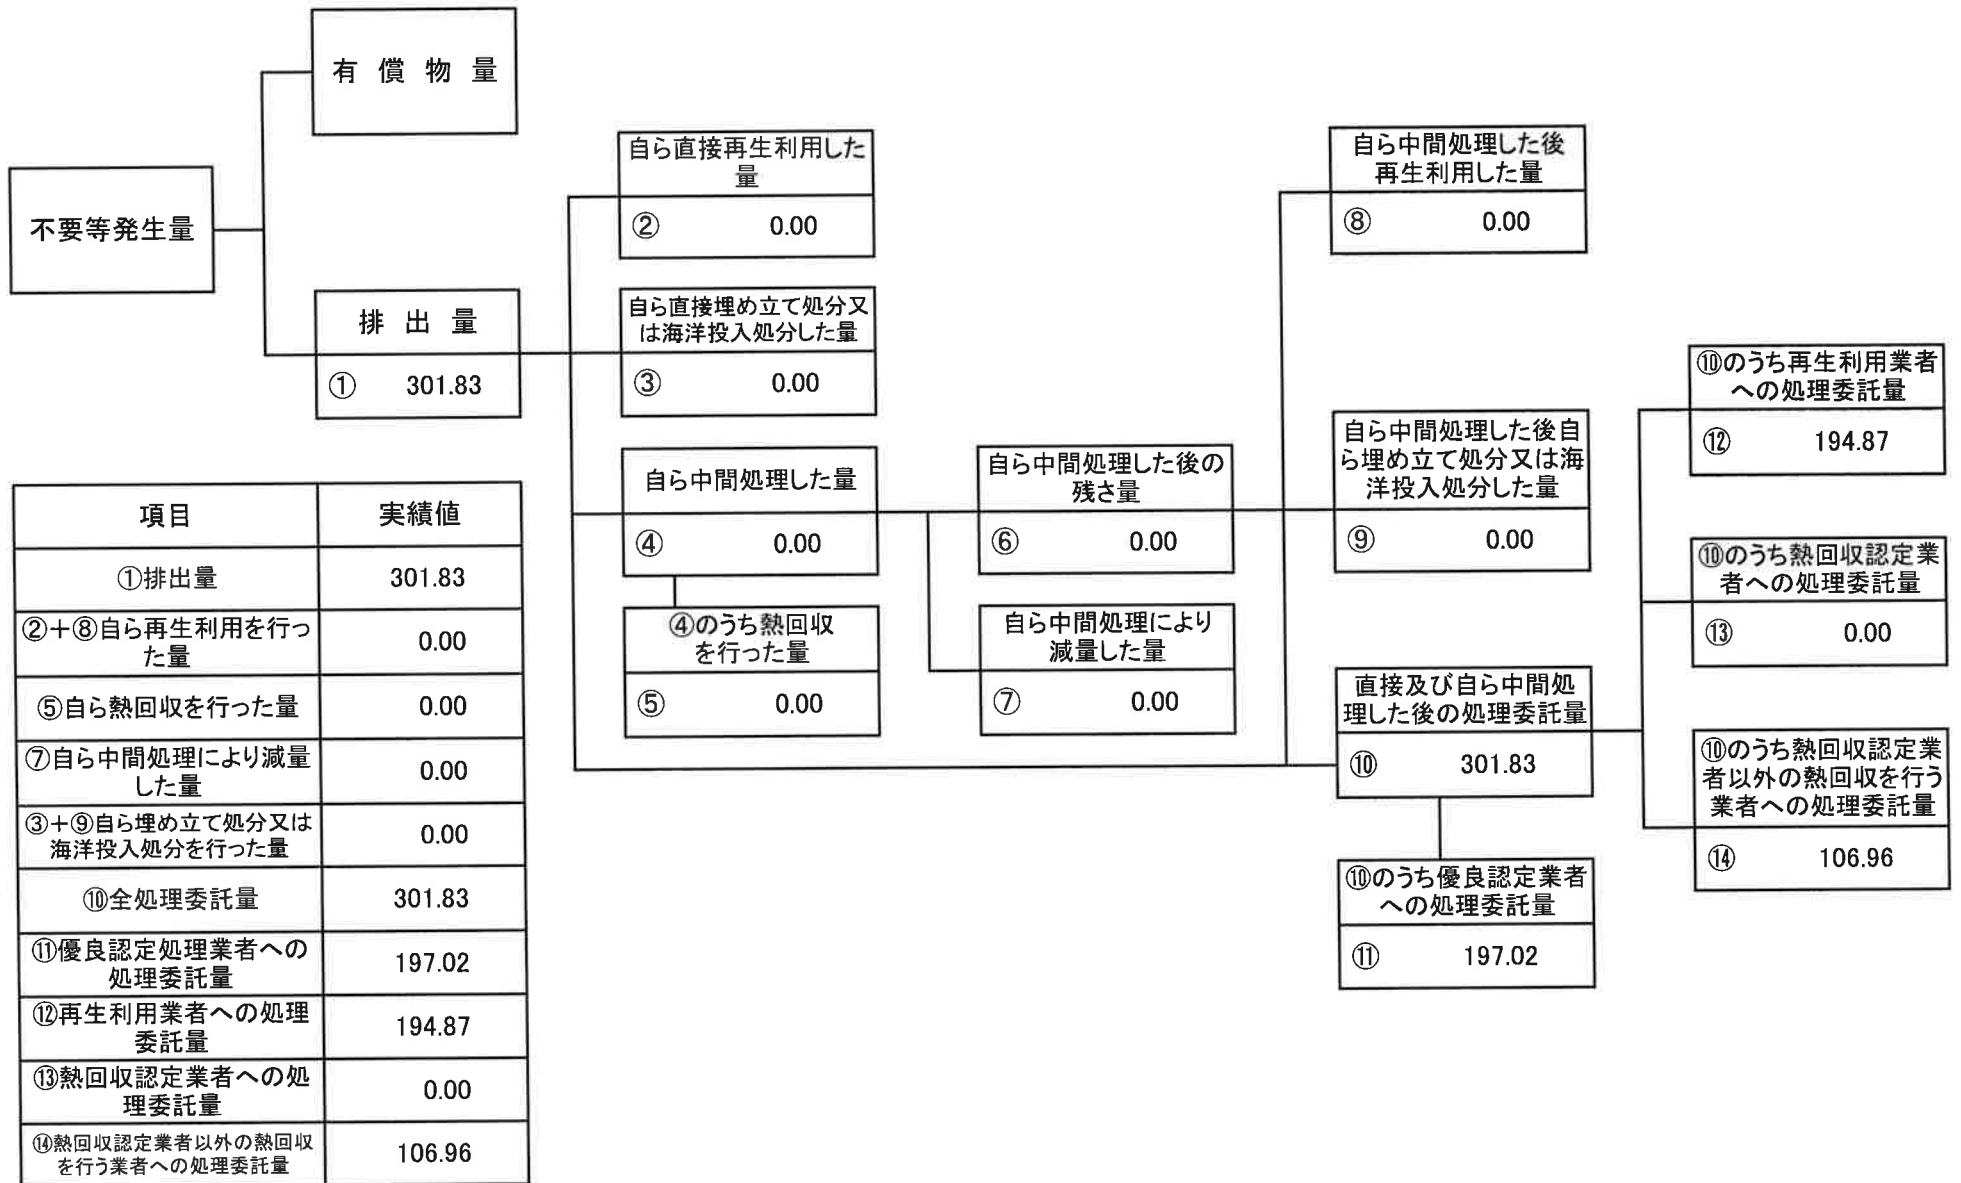 有 償 物 量
不要等発生量
排 出 量
① 301.83
自ら直接再生利用した
量
② 0.00
自ら直接埋め立て処分又
は海洋投入処分した量
③ 0.00
自ら中間処理した量
④ 0.00
④のうち熱回収
を行った量
⑤ 0.00
自ら中間処理した後の
残さ量
⑥ 0.00
自ら中間処理により
減量した量
⑦ 0.00
自ら中間処理した後
再生利用した量
⑧ 0.00
自ら中間処理した後自
ら埋め立て処分又は海
洋投入処分した量
⑨ 0.00
直接及び自ら中間処
理した後の処理委託量
⑩ 301.83
⑩のうち優良認定業者
への処理委託量
⑪ 197.02
⑩のうち再生利用業者
への処理委託量
⑫ 194.87
⑩のうち熱回収認定業
者への処理委託量
⑬ 0.00
⑩のうち熱回収認定業
者以外の熱回収を行う
業者への処理委託量
⑭ 106.96
項目 実績値
①排出量 301.83
②+⑧自ら再生利用を行っ
た量 0.00
⑤自ら熱回収を行った量 0.00
⑦自ら中間処理により減量
した量 0.00
③+⑨自ら埋め立て処分又は
海洋投入処分を行った量 0.00
⑩全処理委託量 301.83
⑪優良認定処理業者への
処理委託量 197.02
⑫再生利用業者への処理
委託量 194.87
⑬熱回収認定業者への処
理委託量 0.00
⑭熱回収認定業者以外の熱回収
を行う業者への処理委託量 106.96